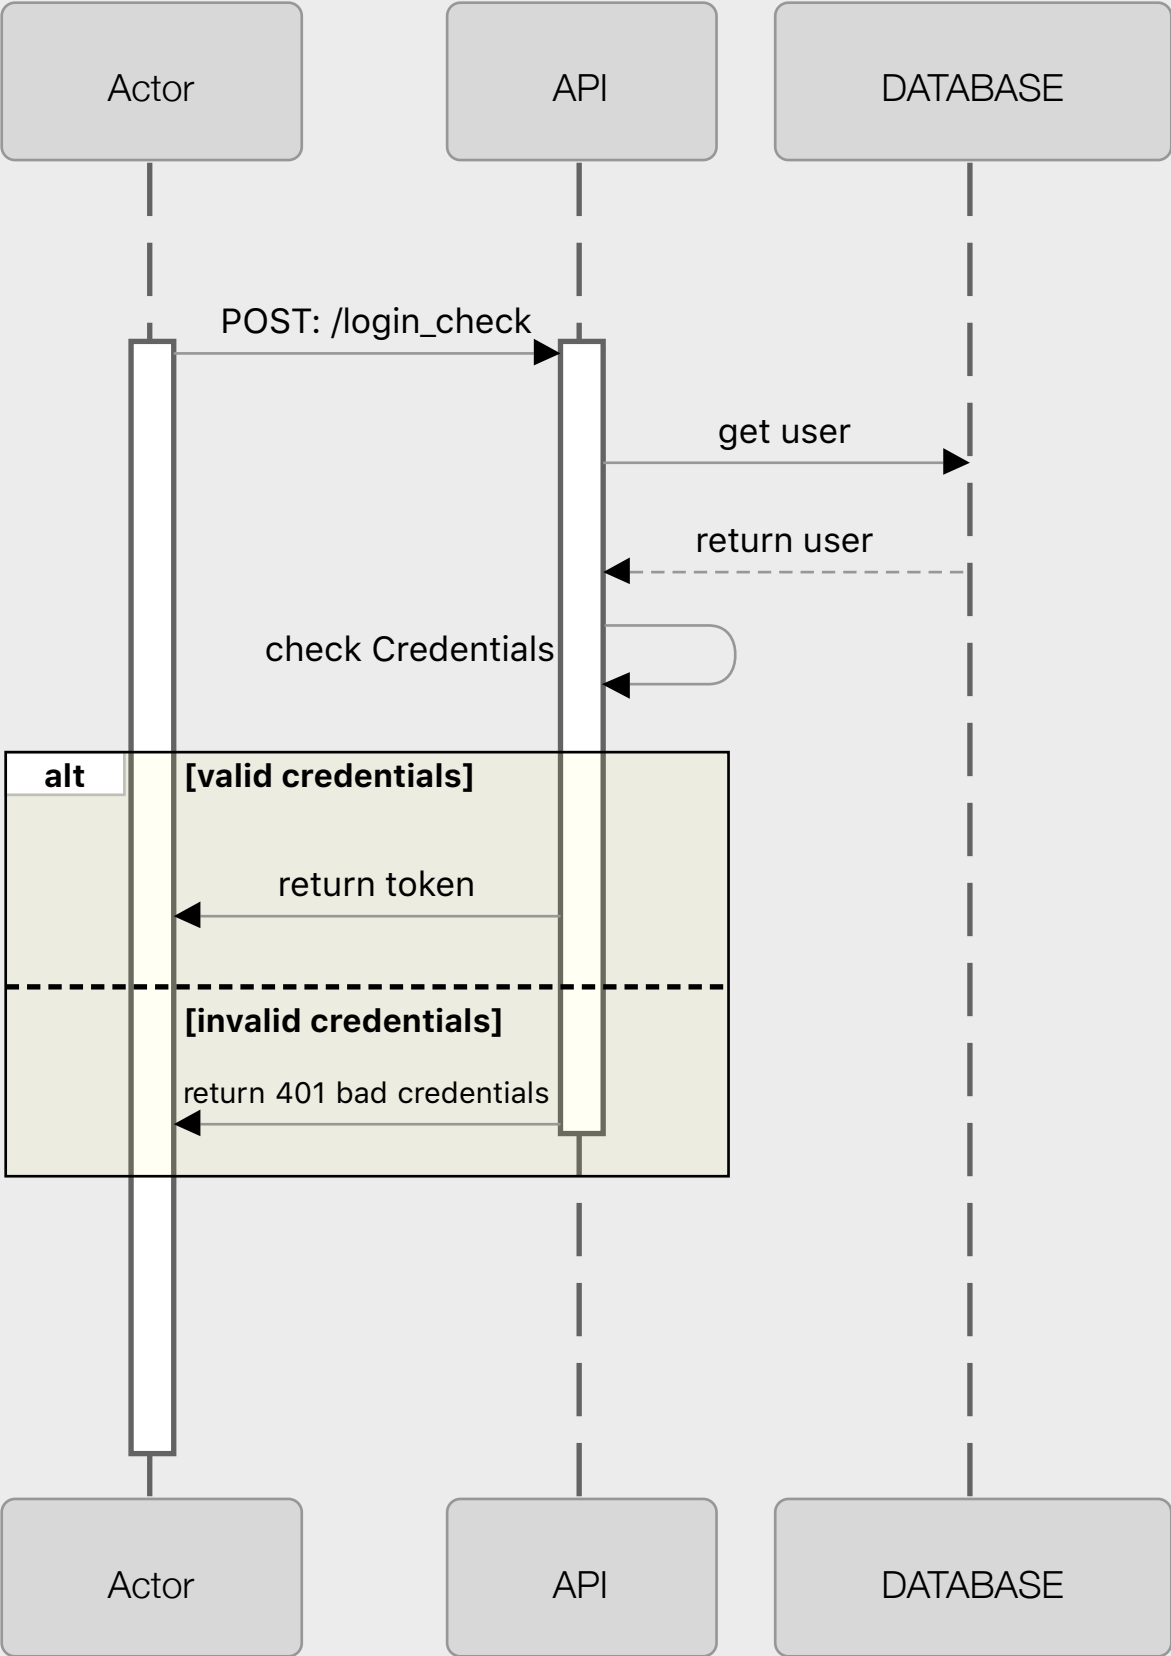 Actor
API
DATABASE
POST: /login_check
get user
return user
check Credentials
alt
[valid credentials]
return token
[invalid credentials]
return 401 bad credentials
Actor
API
DATABASE